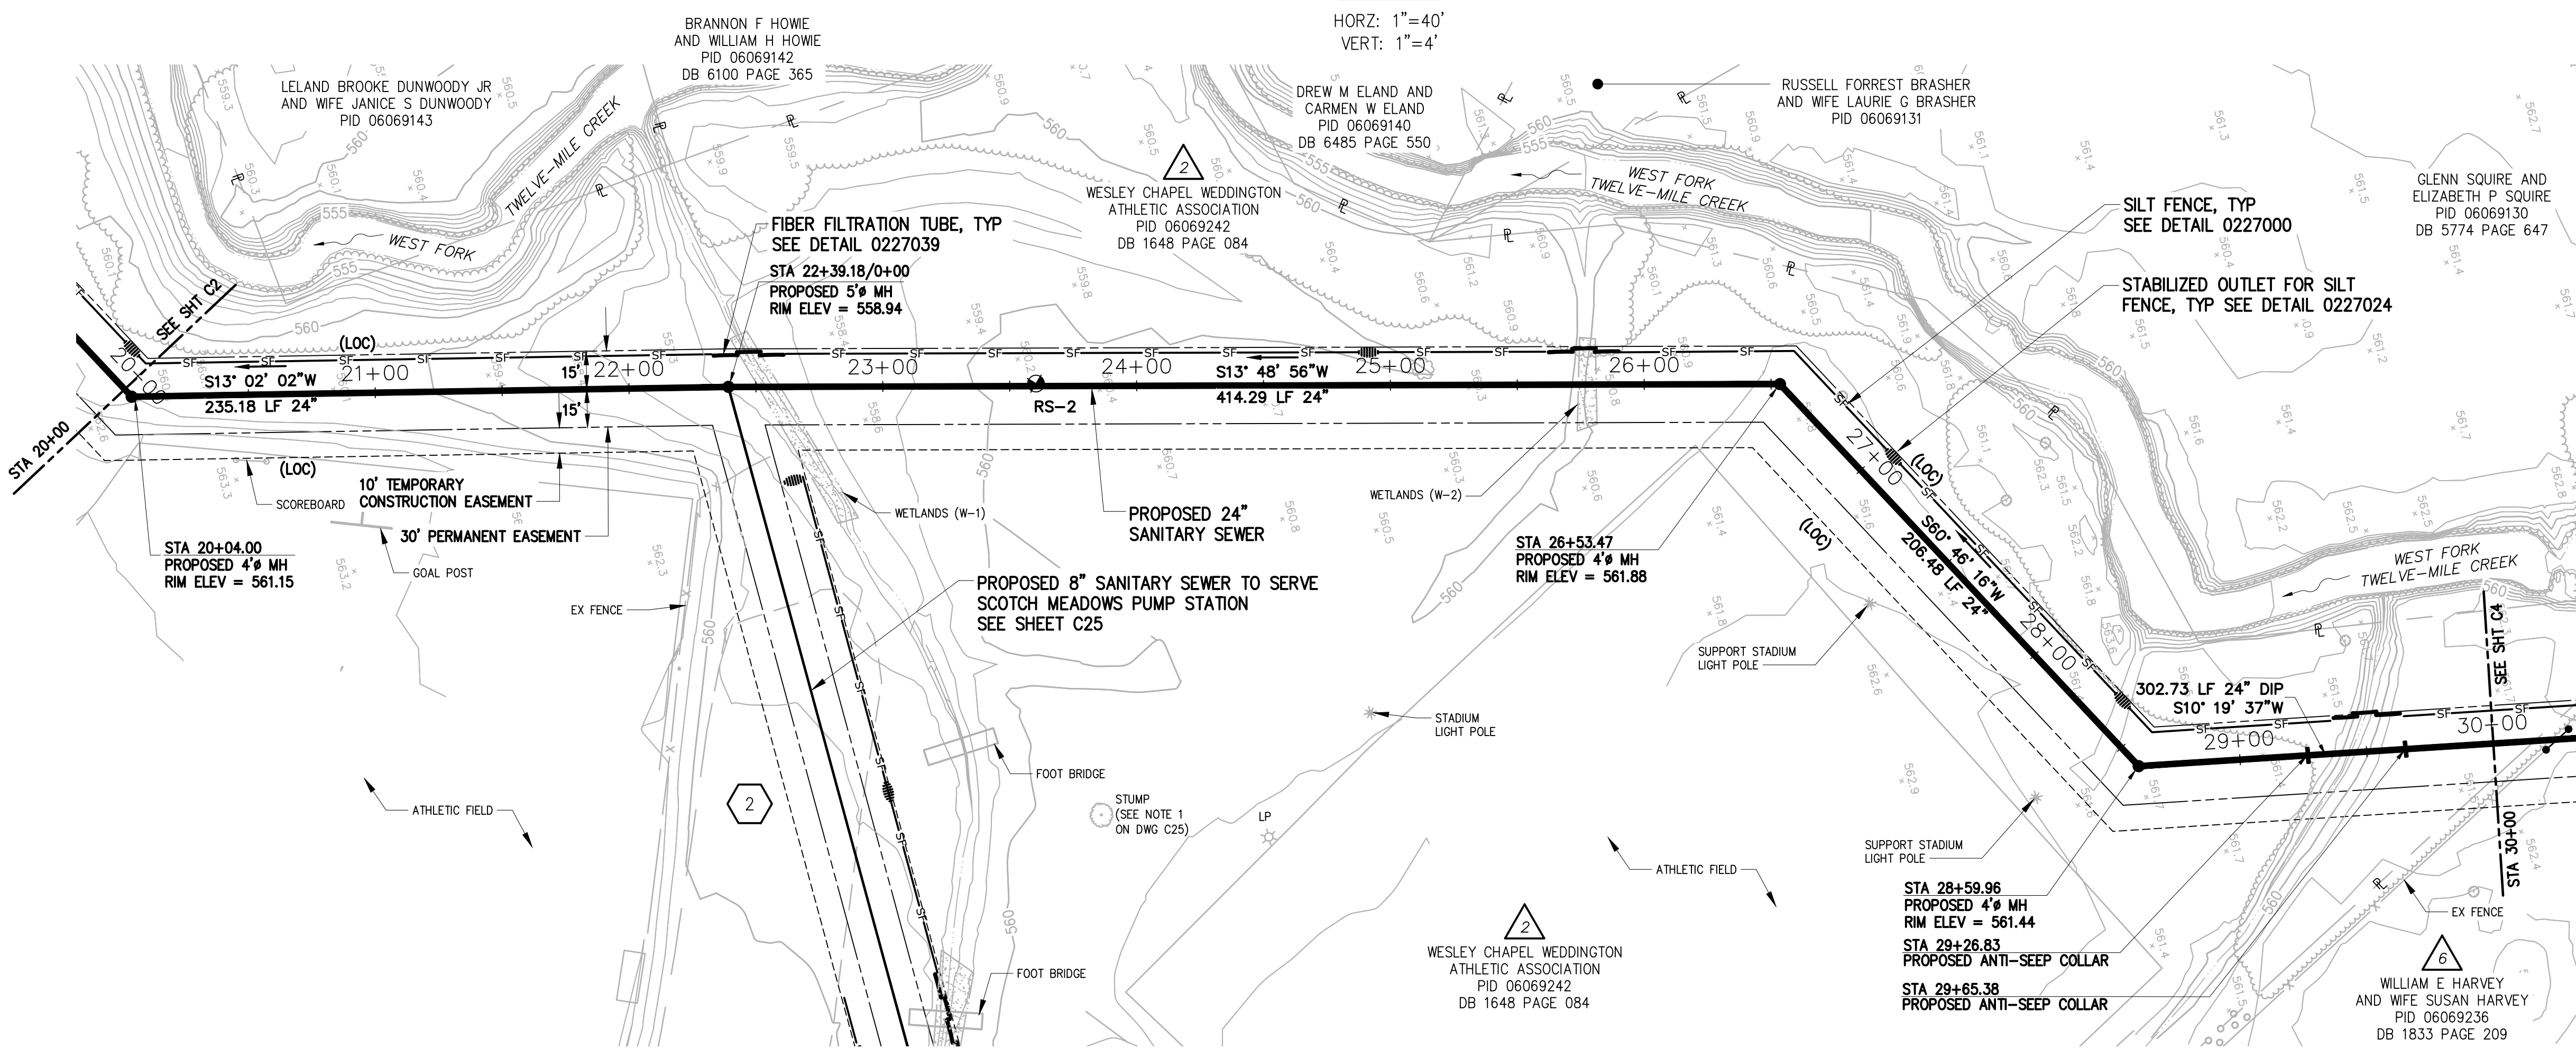 HORZ: 1"=40'
VERT: 1"=4'
BRANNON F HOWIE
AND WILLIAM H HOWIE
PID 06069142
DB 6100 PAGE 365
LELAND BROOKE DUNWOODY JR
AND WIFE JANICE S DUNWOODY
PID 06069143
DREW M ELAND AND
CARMEN W ELAND
PID 06069140
DB 6485 PAGE 550
RUSSELL FORREST BRASHER
AND WIFE LAURIE G BRASHER
PID 06069131
GLENN SQUIRE AND
ELIZABETH P SQUIRE
PID 06069130
DB 5774 PAGE 647
2
WESLEY CHAPEL WEDDINGTON
ATHLETIC ASSOCIATION
PID 06069242
DB 1648 PAGE 084
TWELVE-MILE CREEK
WEST FORK
WEST FORK
TWELVE-MILE CREEK
SILT FENCE, TYP
SEE DETAIL 0227000
STABILIZED OUTLET FOR SILT
FENCE, TYP SEE DETAIL 0227024
FIBER FILTRATION TUBE, TYP
SEE DETAIL 0227039
STA 22+39.18/0+00
PROPOSED 5'ø MH
RIM ELEV = 558.94
SEE SHT C2
STA 20+00
(LOC)
20+00
21+00
22+00
23+00
24+00
25+00
26+00
27+00
28+00
29+00
30+00
S13° 02' 02"W
235.18 LF 24"
15'
15'
S13° 48' 56"W
414.29 LF 24"
RS-2
(LOC)
SCOREBOARD
10' TEMPORARY
CONSTRUCTION EASEMENT
30' PERMANENT EASEMENT
GOAL POST
STA 20+04.00
PROPOSED 4'ø MH
RIM ELEV = 561.15
EX FENCE
WETLANDS (W-1)
PROPOSED 24"
SANITARY SEWER
WETLANDS (W-2)
STA 26+53.47
PROPOSED 4'ø MH
RIM ELEV = 561.88
PROPOSED 8" SANITARY SEWER TO SERVE
SCOTCH MEADOWS PUMP STATION
SEE SHEET C25
(LOC)
(LOC)
S60° 46' 16"W
206.48 LF 24"
WEST FORK
TWELVE-MILE CREEK
SUPPORT STADIUM
LIGHT POLE
STADIUM
LIGHT POLE
302.73 LF 24" DIP
S10° 19' 37"W
SEE SHT C4
STA 30+00
FOOT BRIDGE
STUMP
(SEE NOTE 1
ON DWG C25)
LP
2
ATHLETIC FIELD
ATHLETIC FIELD
SUPPORT STADIUM
LIGHT POLE
STA 28+59.96
PROPOSED 4'ø MH
RIM ELEV = 561.44
STA 29+26.83
PROPOSED ANTI-SEEP COLLAR
STA 29+65.38
PROPOSED ANTI-SEEP COLLAR
FOOT BRIDGE
2
WESLEY CHAPEL WEDDINGTON
ATHLETIC ASSOCIATION
PID 06069242
DB 1648 PAGE 084
EX FENCE
6
WILLIAM E HARVEY
AND WIFE SUSAN HARVEY
PID 06069236
DB 1833 PAGE 209